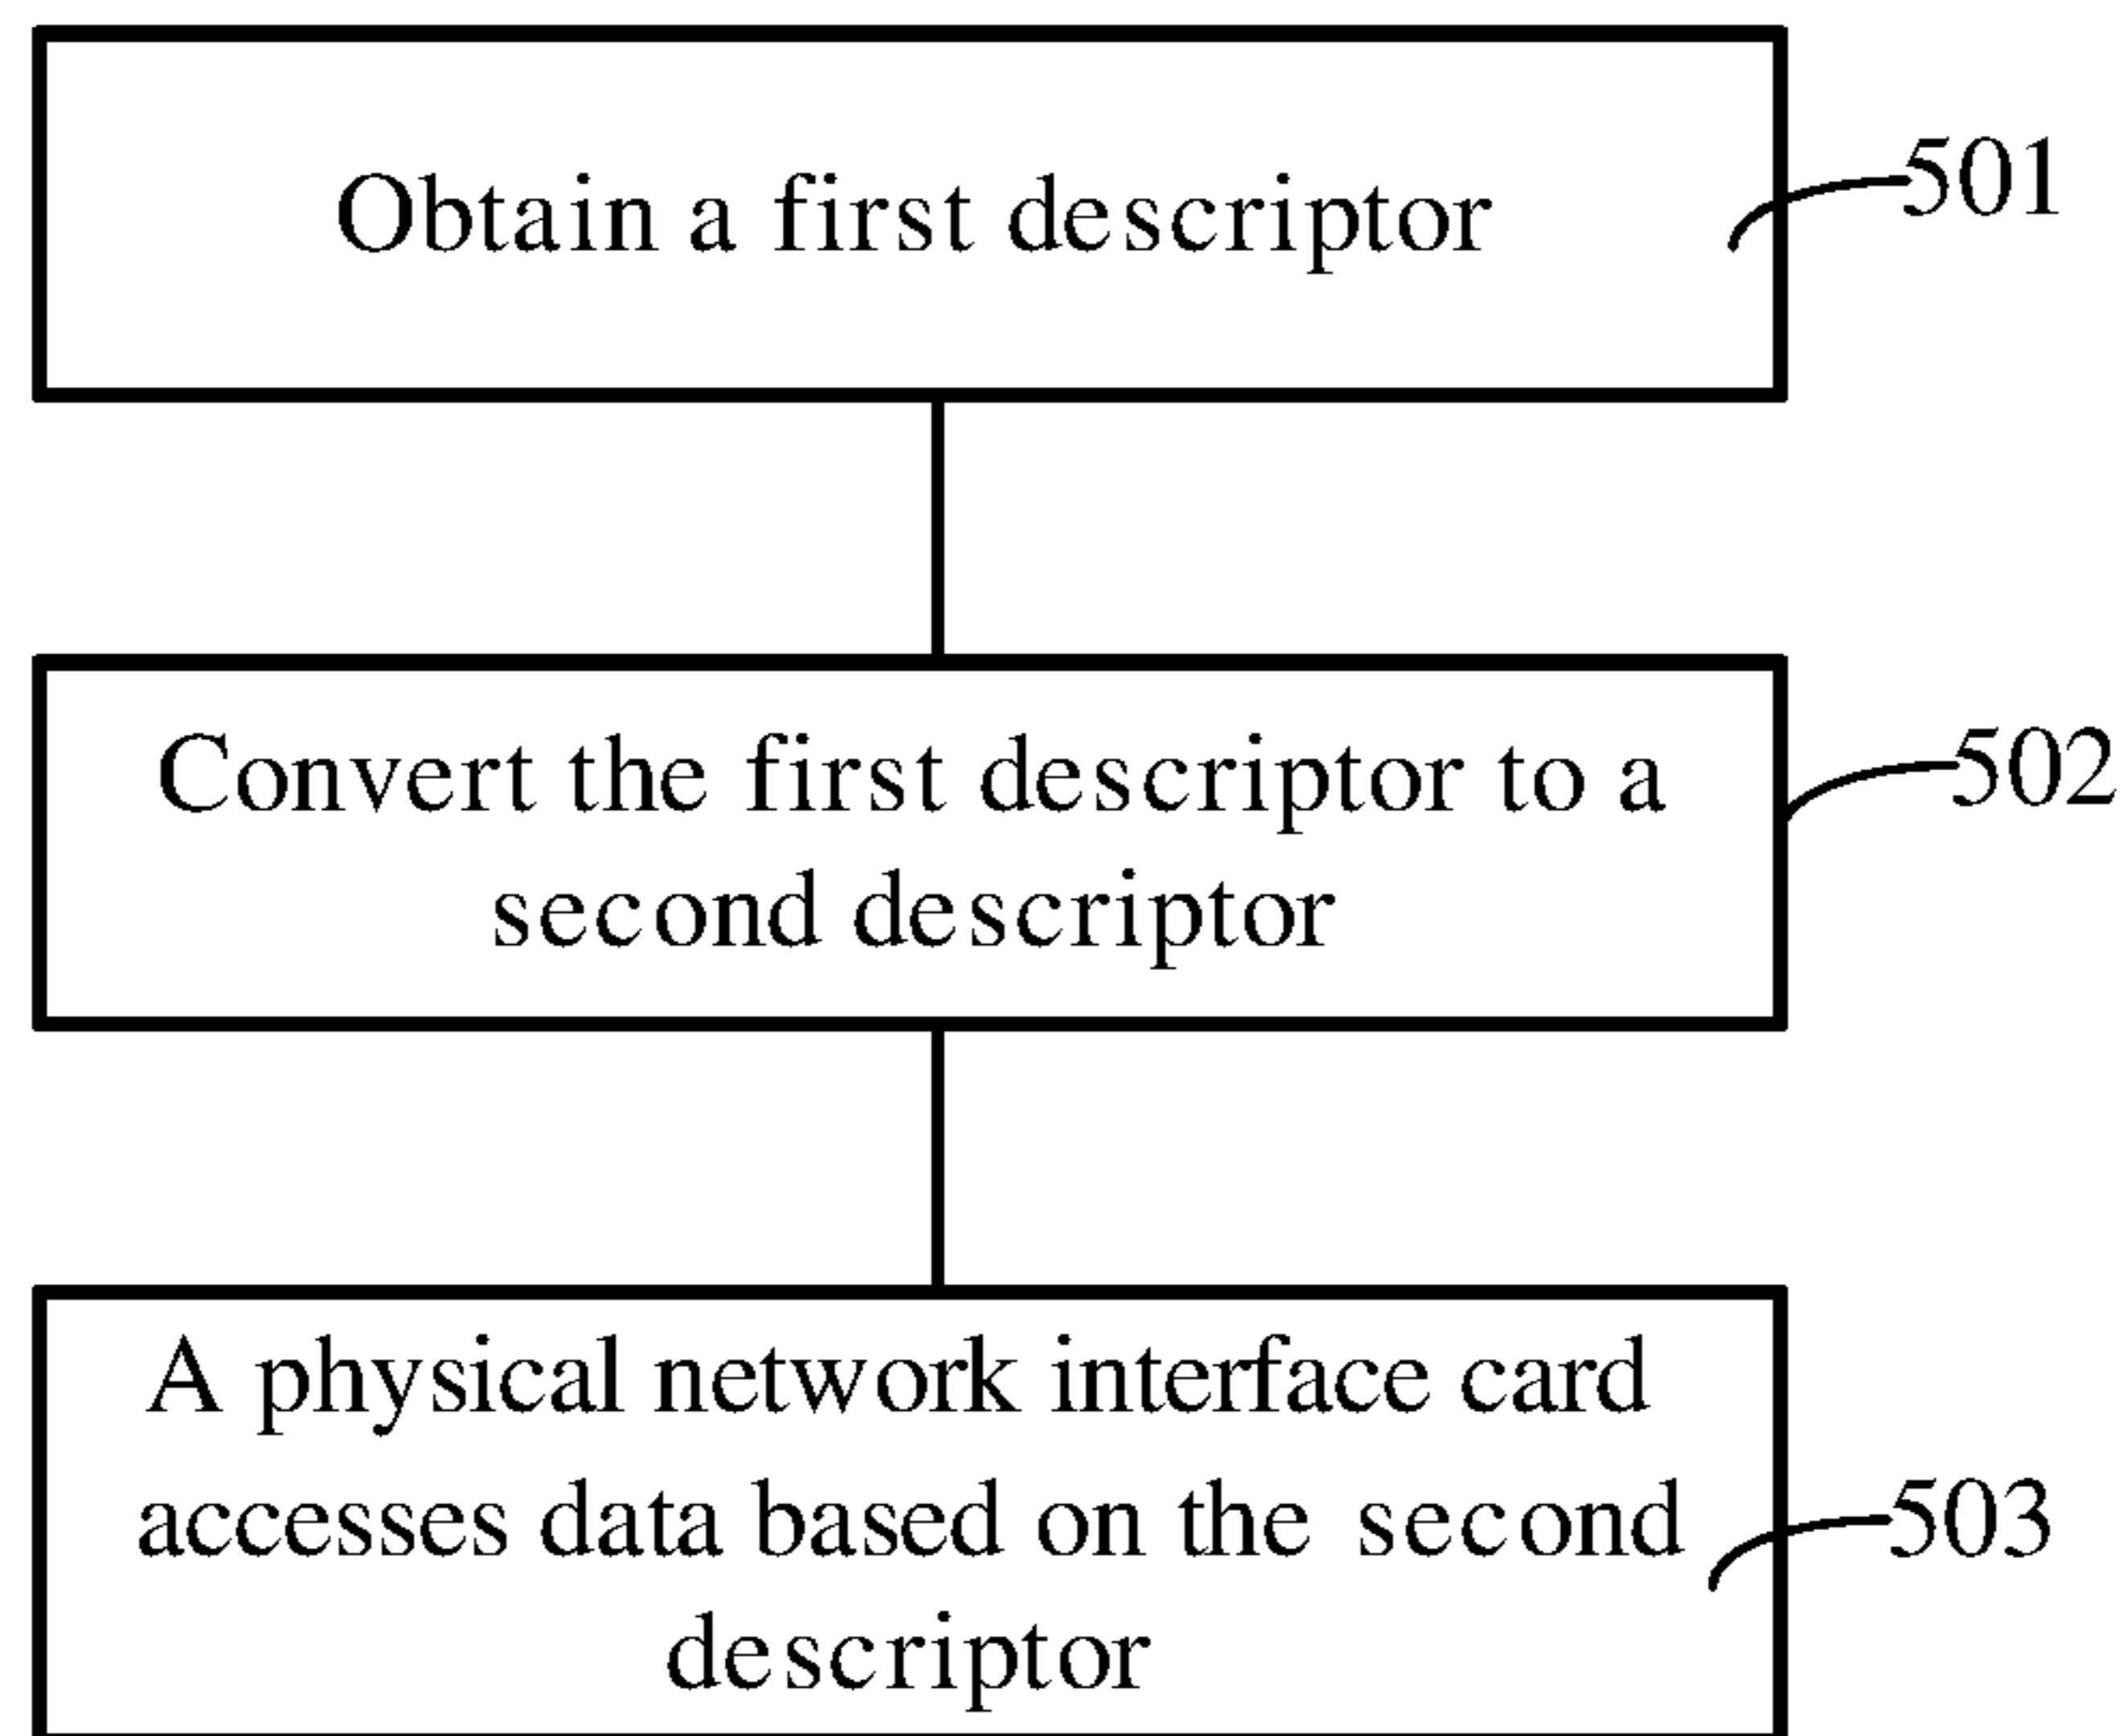 Obtain a first descriptor
501
Convert the first descriptor to a
second descriptor
502
A physical network interface card
accesses data based on the second
descriptor
503